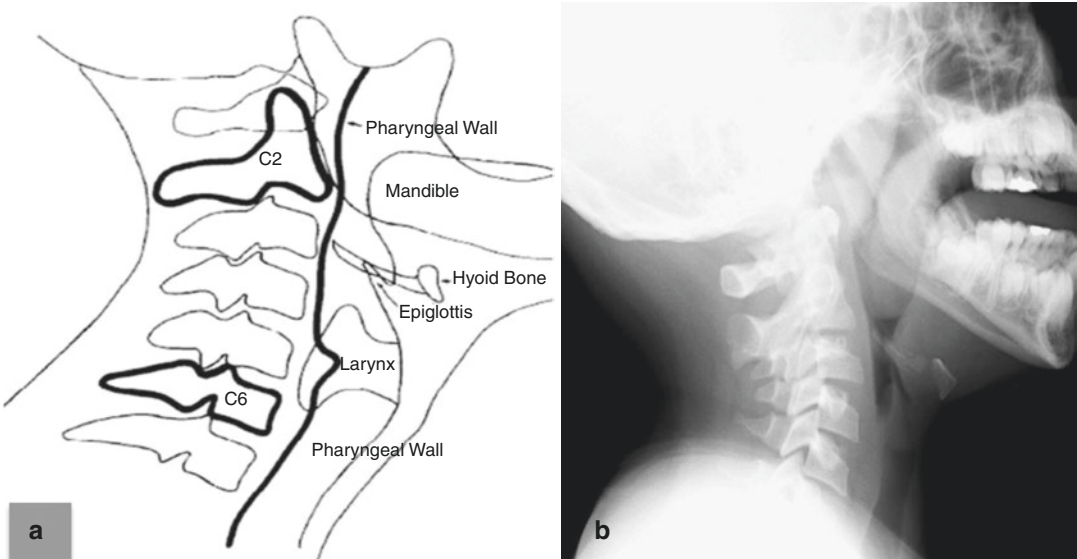 Pharyngeal Wall
C2
Mandible
Hyoid Bone
Epiglottis
Larynx
C6
Pharyngeal Wall
a
b